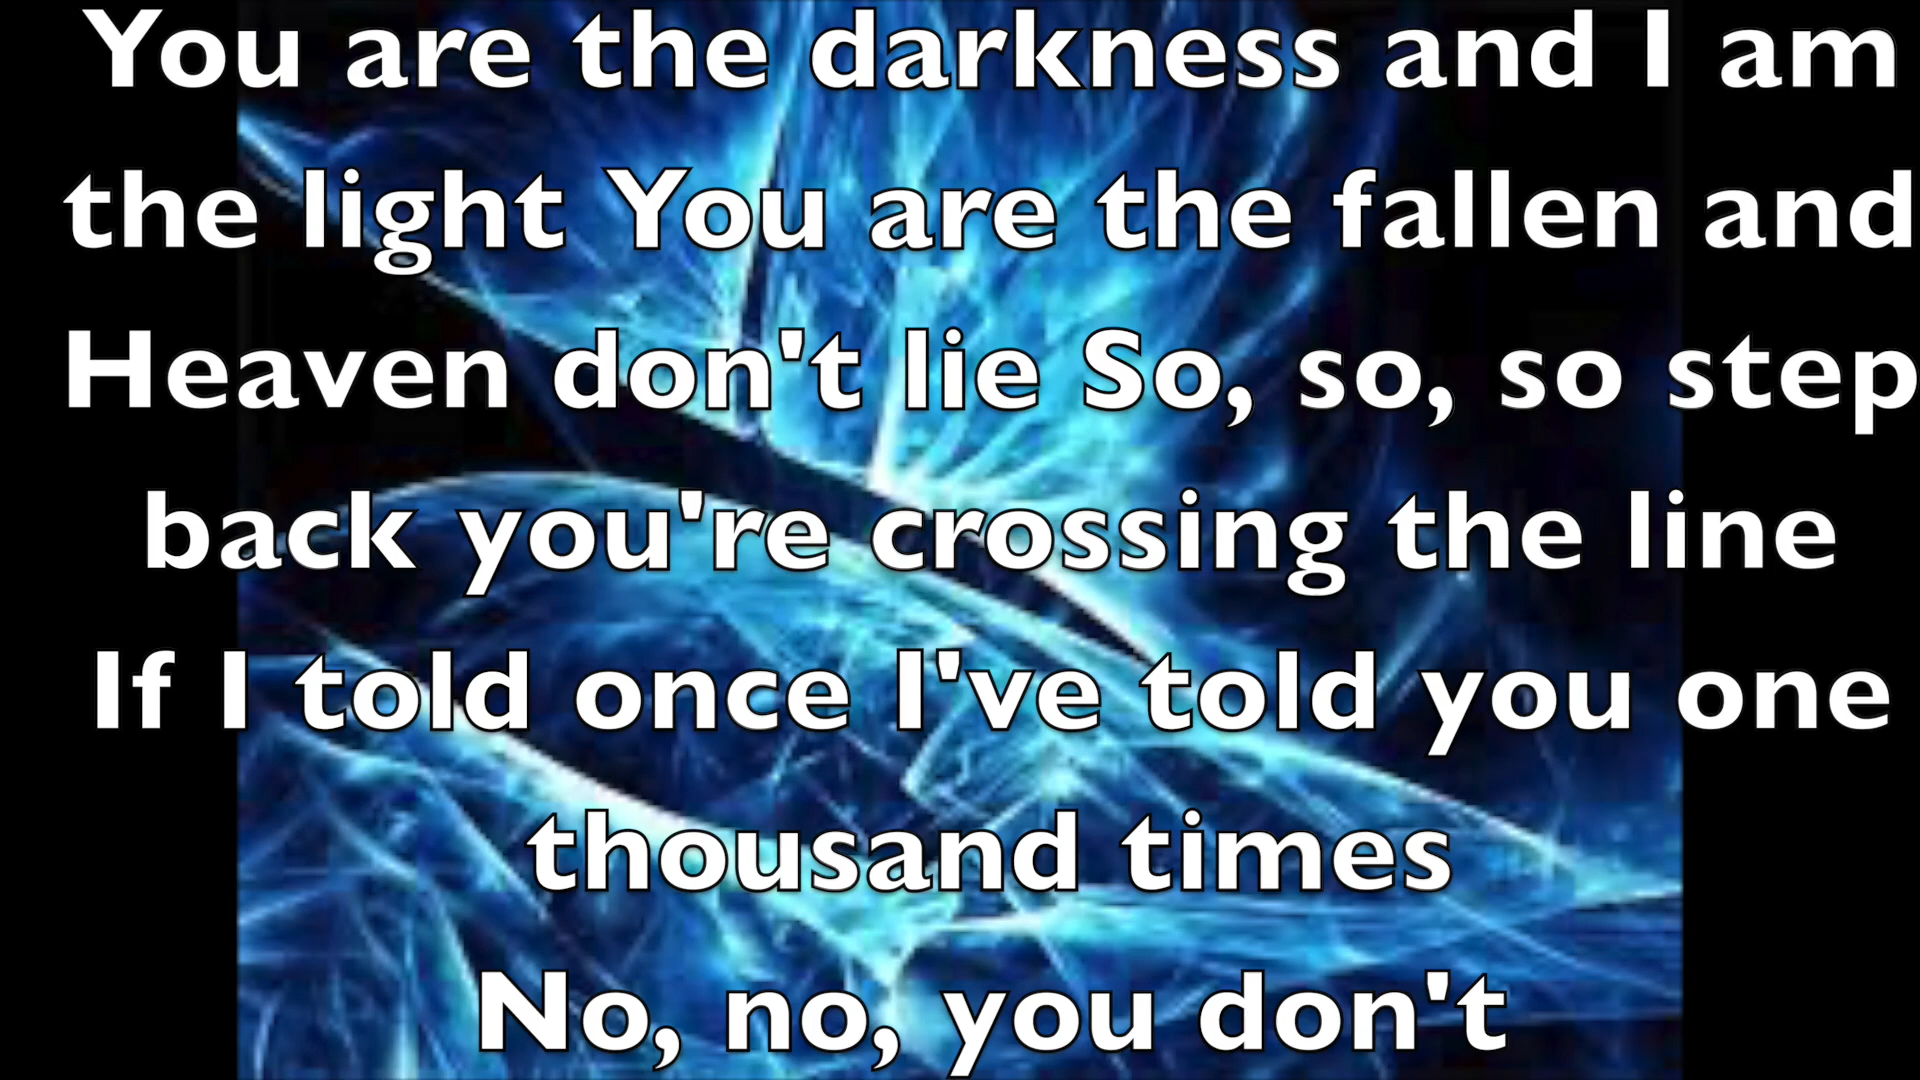 You are the darkness and I am
the light You are the fallen and
Heaven don't lie So, so, so step
back you're crossing the line
If I told once I've told you one
thousand times
No, no, you don't